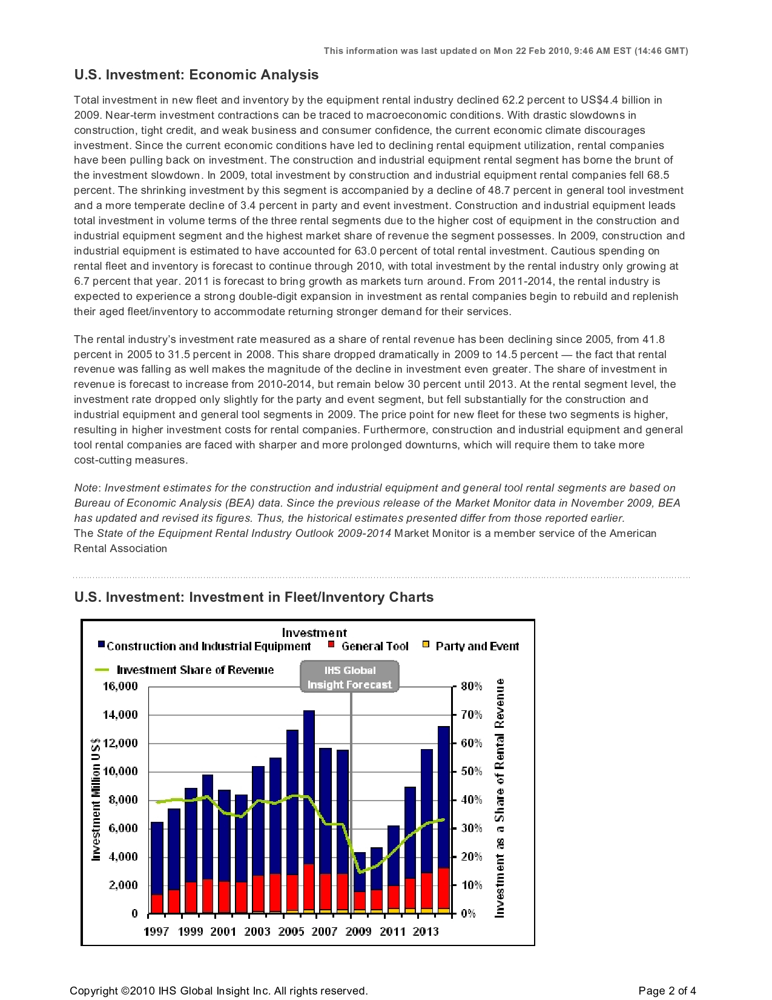 This information was last updated on Mon 22 Feb 2010, 9:46 AM EST (14:46 GMT)
U.S. Investment: Economic Analysis
Total investment in new fleet and inventory by the equipment rental industry declined 62.2 percent to US$4.4 billion in
2009. Near-term investment contractions can be traced to macroeconomic conditions. With drastic slowdowns in
construction, tight credit, and weak business and consumer confidence, the current economic climate discourages
investment. Since the current economic conditions have led to declining rental equipment utilization, rental companies
have been pulling back on investment. The construction and industrial equipment rental segment has borne the brunt of
the investment slowdown. In 2009, total investment by construction and industrial equipment rental companies fell 68.5
percent. The shrinking investment by this segment is accompanied by a decline of 48.7 percent in general tool investment
and a more temperate decline of 3.4 percent in party and event investment. Construction and industrial equipment leads
total investment in volume terms of the three rental segments due to the higher cost of equipment in the construction and
industrial equipment segment and the highest market share of revenue the segment possesses. In 2009, construction and
industrial equipment is estimated to have accounted for 63.0 percent of total rental investment. Cautious spending on
rental fleet and inventory is forecast to continue through 2010, with total investment by the rental industry only growing at
6.7 percent that year. 2011 is forecast to bring growth as markets turn around. From 2011-2014, the rental industry is
expected to experience a strong double-digit expansion in investment as rental companies begin to rebuild and replenish
their aged fleet/inventory to accommodate returning stronger demand for their services.
The rental industry's investment rate measured as a share of rental revenue has been declining since 2005, from 41.8
percent in 2005 to 31.5 percent in 2008. This share dropped dramatically in 2009 to 14.5 percent — the fact that rental
revenue was falling as well makes the magnitude of the decline in investment even greater. The share of investment in
revenue is forecast to increase from 2010-2014, but remain below 30 percent until 2013. At the rental segment level, the
investment rate dropped only slightly for the party and event segment, but fell substantially for the construction and
industrial equipment and general tool segments in 2009. The price point for new fleet for these two segments is higher,
resulting in higher investment costs for rental companies. Furthermore, construction and industrial equipment and general
tool rental companies are faced with sharper and more prolonged downturns, which will require them to take more
cost-cutting measures.
Note: Investment estimates for the construction and industrial equipment and general tool rental segments are based on
Bureau of Economic Analysis (BEA) data. Since the previous release of the Market Monitor data in November 2009, BEA
has updated and revised its figures. Thus, the historical estimates presented differ from those reported earlier.
The State of the Equipment Rental Industry Outlook 2009-2014 Market Monitor is a member service of the American
Rental Association
U.S. Investment: Investment in Fleet/Inventory Charts
Investment
Construction and Industrial Equipment General Tool Party and Event
Investment Share of Revenue
IHS Global
Insight Forecast
16,000
14,000
12,000
10,000
8,000
6,000
4,000
2,000
0
Investment Million US$
80%
70%
60%
50%
40%
30%
20%
10%
0%
Investment as a Share of Rental Revenue
1997 1999 2001 2003 2005 2007 2009 2011 2013
Copyright ©2010 IHS Global Insight Inc. All rights reserved.
Page 2 of 4